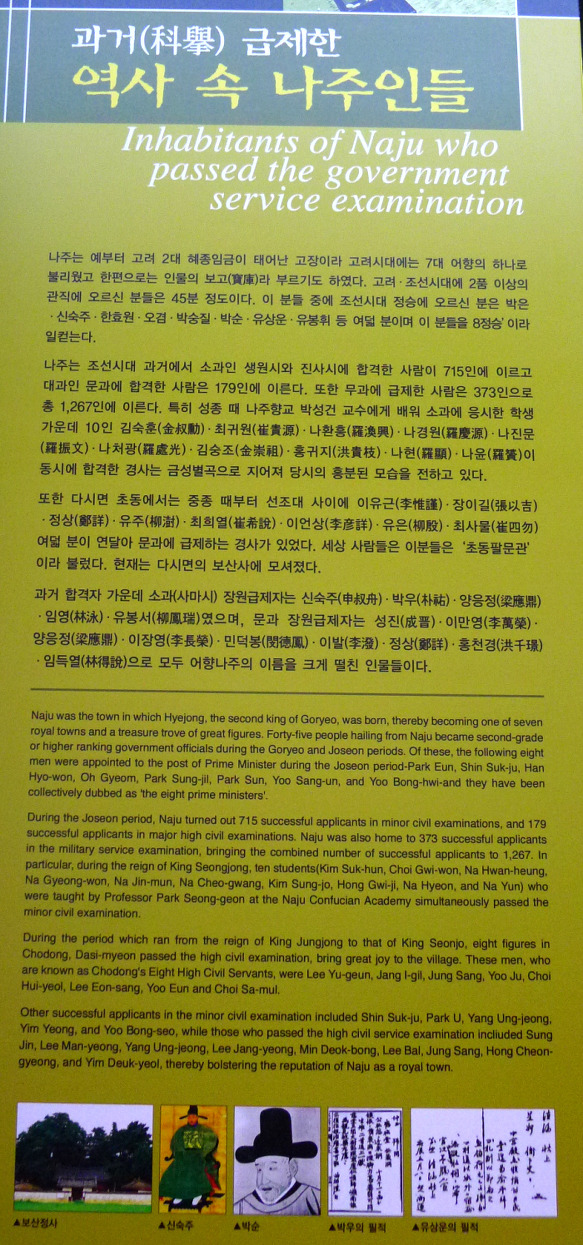 과거(科擧) 급제한
역사 속 나주인들
Inhabitants of Naju who
passed the government
service examination
나주는 예부터 고려 2대 혜종임금이 태어난 고장이라 고려시대에는 7대 어향의 하나로
불리웠고 한편으로는 인물의 보고(寶庫)라 부르기도 하였다. 고려·조선시대에 2품 이상의
관직에 오르신 분들은 45분 정도이다. 이 분들 중에 조선시대 정승에 오르신 분은 박은
·신숙주·한효원·오겸·박숭질·박순·유상운·유봉휘 등 여덟 분이며 이 분들을 8정승' 이라
일컫는다.
나주는 조선시대 과거에서 소과인 생원시와 진사시에 합격한 사람이 715인에 이르고
대과인 문과에 합격한 사람은 179인에 이른다. 또한 무과에 급제한 사람은 373인으로
총 1,267인에 이른다. 특히 성종 때 나주향교 박성건 교수에게 배워 소과에 응시한 학생
가운데 10인 김숙훈(金叔勳)·최귀원(崔貴源)·나환흥(羅渙興)·나경원(羅慶源)·나진문
(羅振文)·나처광(羅處光)·김숭조(金崇祖)·홍귀지(洪貴枝)·나현(羅顯)·나윤(羅贇)이
동시에 합격한 경사는 금성별곡으로 지어져 당시의 흥분된 모습을 전하고 있다.
또한 다시면 초동에서는 중종 때부터 선조대 사이에 이유근(李惟謹)·장이길(張以吉)
·정상(鄭詳)·유주(柳澍)·최희열(崔希說)·이언상(李彦詳)·유은(柳殷)·최사물(崔四勿)
여덟 분이 연달아 문과에 급제하는 경사가 있었다. 세상 사람들은 이분들은 '초동팔문관'
이라 불렀다. 현재는 다시면의 보산사에 모셔졌다.
과거 합격자 가운데 소과(사마시) 장원급제자는 신숙주(申叔舟)·박우(朴祐)·양응정(梁應鼎)
·임영(林泳)·유봉서(柳鳳瑞)였으며, 문과 장원급제자는 성진(成晋)·이만영(李萬榮)·
양응정(梁應鼎)·이장영(李長榮)·민덕봉(閔德鳳)·이발(李潑)·정상(鄭詳)·홍천경(洪千璟)
·임득열(林得說)으로 모두 어향나주의 이름을 크게 떨친 인물들이다.
Naju was the town in which Hyejong, the second king of Goryeo, was born, thereby becoming one of seven
royal towns and a treasure trove of great figures. Forty-five people hailing from Naju became second-grade
or higher ranking government officials during the Goryeo and Joseon periods. Of these, the following eight
men were appointed to the post of Prime Minister during the Joseon period-Park Eun, Shin Suk-ju, Han
Hyo-won, Oh Gyeom, Park Sung-jil, Park Sun, Yoo Sang-un, and Yoo Bong-hwi-and they have been
collectively dubbed as 'the eight prime ministers'.
During the Joseon period, Naju turned out 715 successful applicants in minor civil examinations, and 179
successful applicants in major high civil examinations. Naju was also home to 373 successful applicants
in the military service examination, bringing the combined number of successful applicants to 1,267. In
particular, during the reign of King Seongjong, ten students(Kim Suk-hun, Choi Gwi-won, Na Hwan-heung,
Na Gyeong-won, Na Jin-mun, Na Cheo-gwang, Kim Sung-jo, Hong Gwi-ji, Na Hyeon, and Na Yun) who
were taught by Professor Park Seong-geon at the Naju Confucian Academy simultaneously passed the
minor civil examination.
During the period which ran from the reign of King Jungjong to that of King Seonjo, eight figures in
Chodong, Dasi-myeon passed the high civil examination, bring great joy to the village. These men, who
are known as Chodong's Eight High Civil Servants, were Lee Yu-geun, Jang I-gil, Jung Sang, Yoo Ju, Choi
Hui-yeol, Lee Eon-sang, Yoo Eun and Choi Sa-mul.
Other successful applicants in the minor civil examination included Shin Suk-ju, Park U, Yang Ung-jeong,
Yim Yeong, and Yoo Bong-seo, while those who passed the high civil service examination incliuded Sung
Jin, Lee Man-yeong, Yang Ung-jeong, Lee Jang-yeong, Min Deok-bong, Lee Bal, Jung Sang, Hong Cheon-
gyeong, and Yim Deuk-yeol, thereby bolstering the reputation of Naju as a royal town.
▲보산정사
▲신숙주
▲박순
▲박우의 필적
▲유상운의 필적